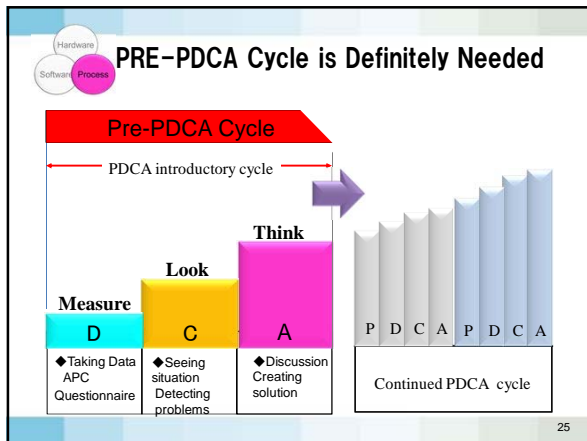 Hardware
Software
Process
PRE-PDCA Cycle is Definitely Needed
Pre-PDCA Cycle
PDCA introductory cycle
Think
Look
Measure
D
C
A
◆Taking Data
APC
Questionnaire
◆Seeing
situation
Detecting
problems
◆Discussion
Creating
solution
P D C A P D C A
Continued PDCA cycle
25